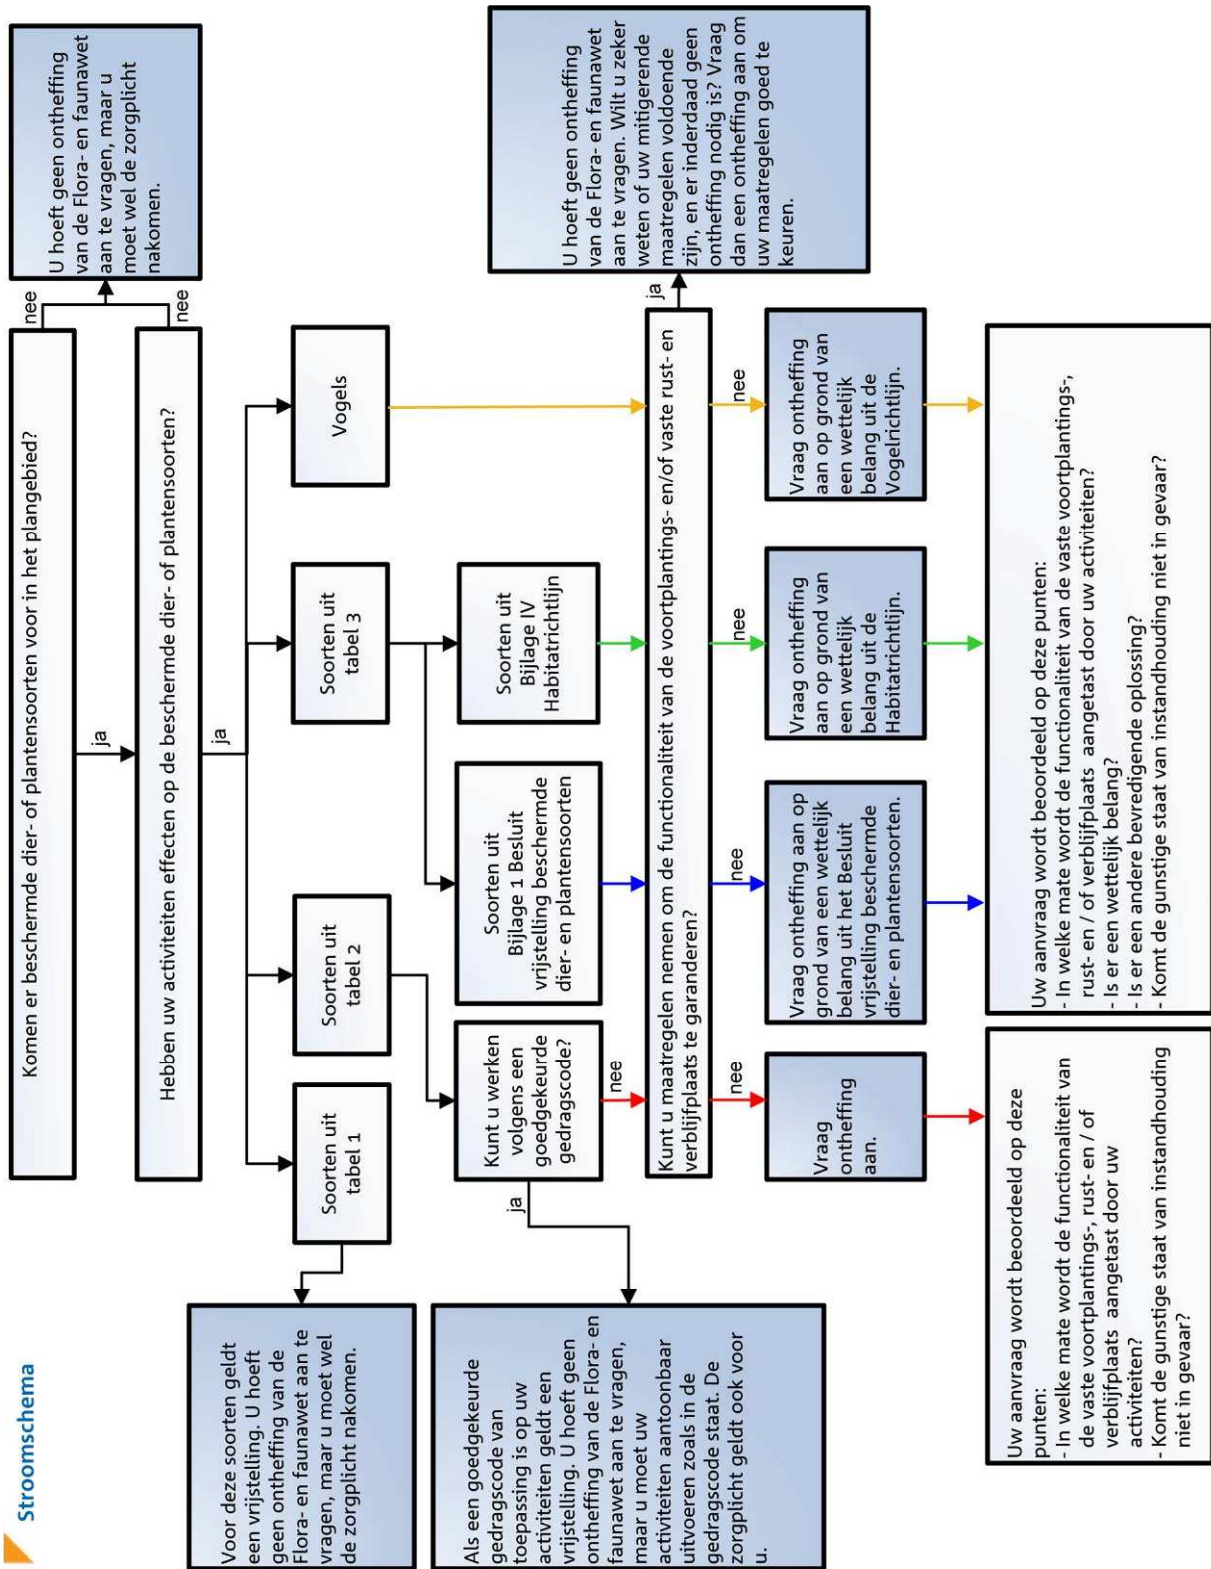 Stroomschema
Komen er beschermde dier- of plantensoorten voor in het plangebied?
nee
U hoeft geen ontheffing
van de Flora- en faunawet
aan te vragen, maar u
moet wel de zorgplicht
nakomen.
ja
Hebben uw activiteiten effecten op de beschermde dier- of plantensoorten?
nee
ja
Voor deze soorten geldt
een vrijstelling. U hoeft
geen ontheffing van de
Flora- en faunawet aan te
vragen, maar u moet wel
de zorgplicht nakomen.
Soorten uit
tabel 1
Soorten uit
tabel 2
Soorten uit
tabel 3
Vogels
Als een goedgekeurde
gedragscode van
toepassing is op uw
activiteiten geldt een
vrijstelling. U hoeft geen
ontheffing van de Flora- en
faunawet aan te vragen,
maar u moet uw
activiteiten aantoonbaar
uitvoeren zoals in de
gedragscode staat. De
zorgplicht geldt ook voor
u.
ja
Kunt u werken
volgens een
goedgekeurde
gedragscode?
nee
Soorten uit
Bijlage 1 Besluit
vrijstelling beschermde
dier- en plantsoorten
Soorten uit
Bijlage IV
Habitatrichtlijn
Kunt u maatregelen nemen om de functionaliteit van de voortplantings- en/of vaste rust- en
verblijfplaats te garanderen?
ja
U hoeft geen ontheffing
van de Flora- en faunawet
aan te vragen. Wilt u zeker
weten of uw mitigerende
maatregelen voldoende
zijn, en er inderdaad geen
ontheffing nodig is? Vraag
dan een ontheffing aan om
uw maatregelen goed te
keuren.
nee
nee
nee
nee
Vraag
ontheffing
aan.
Vraag ontheffing aan op
grond van een wettelijk
belang uit het Besluit
vrijstelling beschermde
dier- en plantsoorten.
Vraag ontheffing
aan op grond van
een wettelijk
belang uit de
Habitatrichtlijn.
Vraag ontheffing
aan op grond van
een wettelijk
belang uit de
Vogelrichtlijn.
Uw aanvraag wordt beoordeeld op deze
punten:
- In welke mate wordt de functionaliteit van
de vaste voortplantings-, rust- en / of
verblijfplaats aangetast door uw
activiteiten?
- Komt de gunstige staat van instandhouding
niet in gevaar?
Uw aanvraag wordt beoordeeld op deze punten:
- In welke mate wordt de functionaliteit van de vaste voortplantings-,
rust- en / of verblijfplaats aangetast door uw activiteiten?
- Is er een wettelijk belang?
- Is er een andere bevredigende oplossing?
- Komt de gunstige staat van instandhouding niet in gevaar?